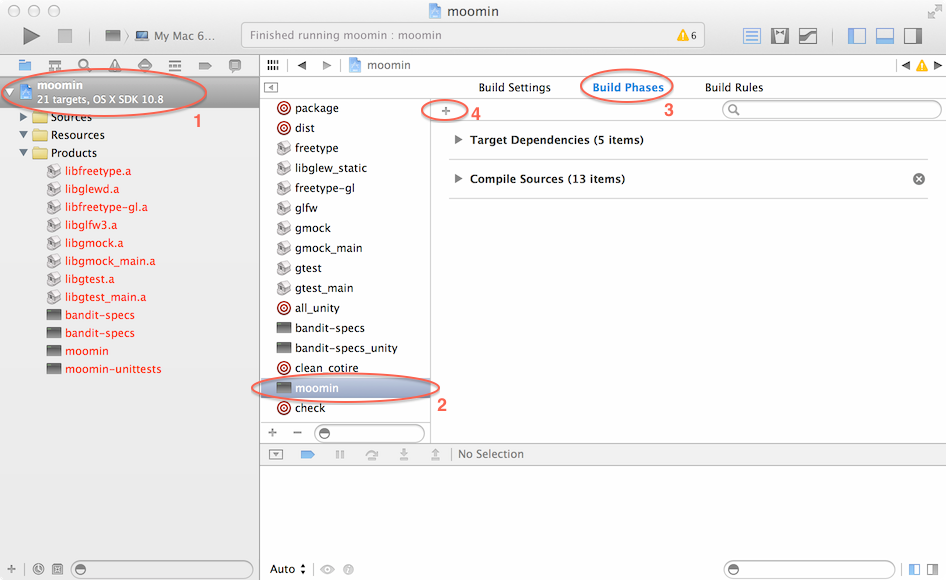 moomin
My Mac 6...
Finished running moomin : moomin
6
moomin
21 targets, OS X SDK 10.8
1
Sources
Resources
Products
libfreetype.a
libglewd.a
libfreetype-gl.a
libglfw3.a
libgmock.a
libgmock_main.a
libgtest.a
libgtest_main.a
bandit-specs
bandit-specs
moomin
moomin-unittests
moomin
Build Settings
Build Phases
Build Rules
3
package
dist
freetype
libglew_static
freetype-gl
glfw
gmock
gmock_main
gtest
gtest_main
all_unity
bandit-specs
bandit-specs_unity
clean_cotire
moomin
check
2
4
Target Dependencies (5 items)
Compile Sources (13 items)
No Selection
Auto